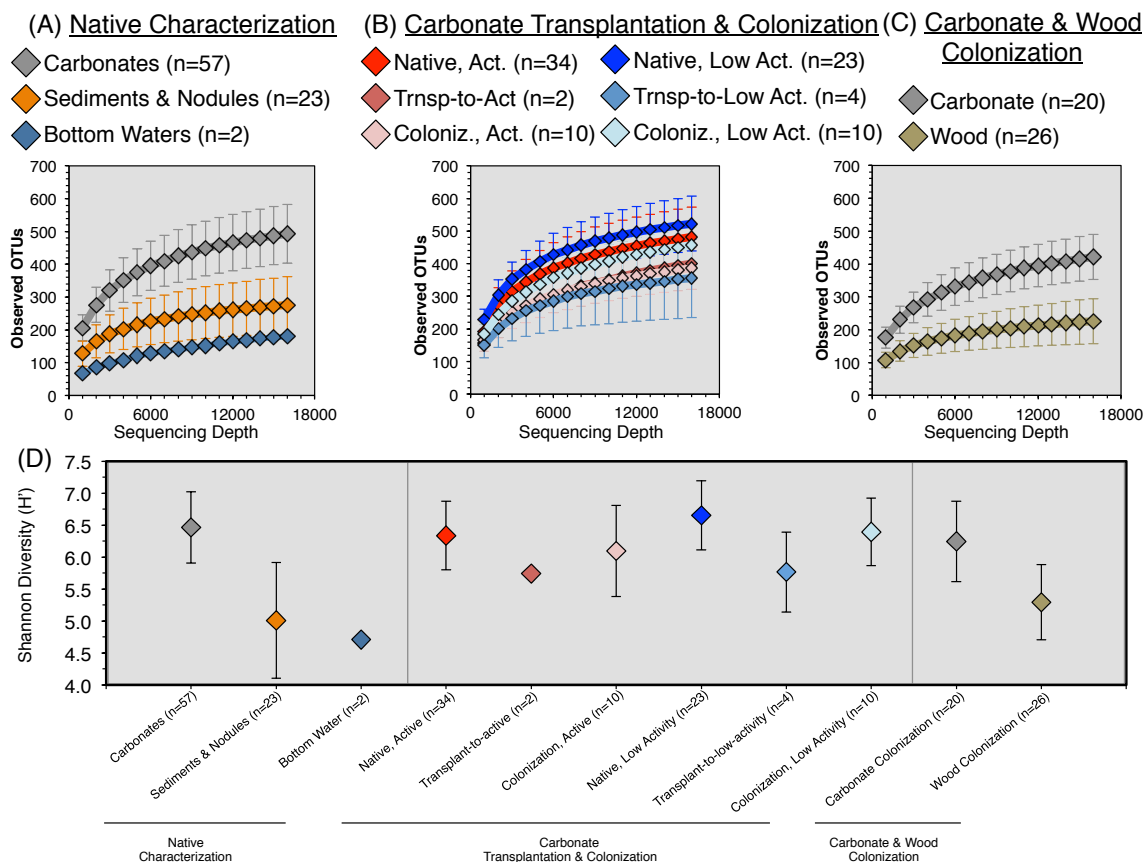 (A) Native Characterization
Carbonates (n=57)
Sediments & Nodules (n=23)
Bottom Waters (n=2)
700
600
500
400
300
200
100
0
Observed OTUs
0 6000 12000 18000
Sequencing Depth
(B) Carbonate Transplantation & Colonization
Native, Act. (n=34)
Trnsp-to-Act (n=2)
Coloniz., Act. (n=10)
Native, Low Act. (n=23)
Trnsp-to-Low Act. (n=4)
Coloniz., Low Act. (n=10)
700
600
500
400
300
200
100
0
Observed OTUs
0 6000 12000 18000
Sequencing Depth
(C) Carbonate & Wood
Colonization
Carbonate (n=20)
Wood (n=26)
700
600
500
400
300
200
100
0
Observed OTUs
0 6000 12000 18000
Sequencing Depth
(D)
7.5
7.0
6.5
6.0
5.5
5.0
4.5
4.0
Shannon Diversity (H')
Carbonates (n=57)
Sediments & Nodules (n=23)
Bottom Water (n=2)
Native, Active (n=34)
Transplant-to-active (n=2)
Colonization, Active (n=10)
Native, Low Activity (n=23)
Transplant-to-low-activity (n=4)
Colonization, Low Activity (n=10)
Carbonate Colonization (n=20)
Wood Colonization (n=26)
Native
Characterization
Carbonate
Transplantation & Colonization
Carbonate & Wood
Colonization